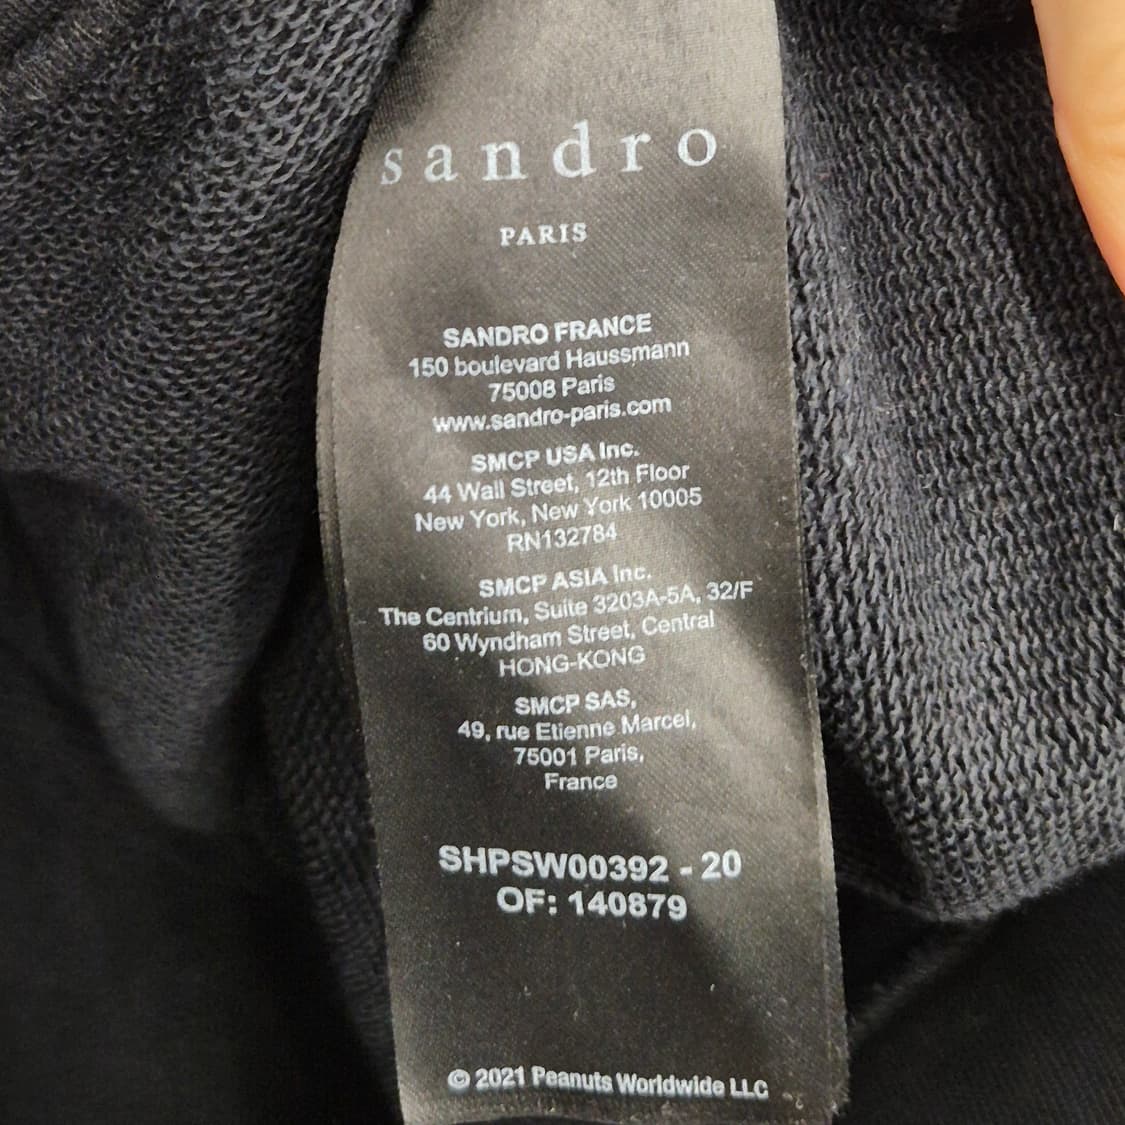 sandro
PARIS
SANDRO FRANCE
150 boulevard Haussmann
75008 Paris
www.sandro-paris.com
SMCP USA Inc.
44 Wall Street, 12th Floor
New York, New York 10005
RN132784
SMCP ASIA Inc.
The Centrium, Suite 3203A-5A, 32/F
60 Wyndham Street, Central
HONG-KONG
SMCP SAS,
49, rue Etienne Marcel,
75001 Paris,
France
SHPSW00392 - 20
OF: 140879
© 2021 Peanuts Worldwide LLC